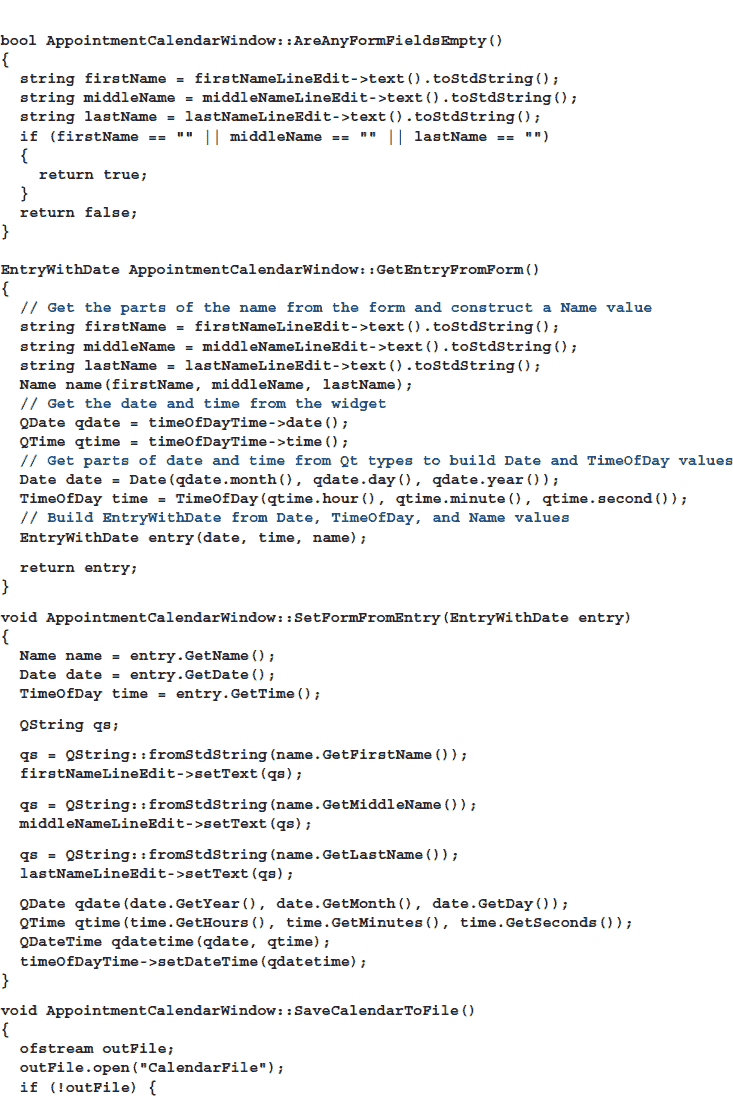 bool AppointmentCalendarWindow::AreAnyFormFieldsEmpty()
{
  string firstName = firstNameLineEdit->text().toStdString();
  string middleName = middleNameLineEdit->text().toStdString();
  string lastName = lastNameLineEdit->text().toStdString();
  if (firstName == "" || middleName == "" || lastName == "")
  {
    return true;
  }
  return false;
}
EntryWithDate AppointmentCalendarWindow::GetEntryFromForm()
{
  // Get the parts of the name from the form and construct a Name value
  string firstName = firstNameLineEdit->text().toStdString();
  string middleName = middleNameLineEdit->text().toStdString();
  string lastName = lastNameLineEdit->text().toStdString();
  Name name(firstName, middleName, lastName);
  // Get the date and time from the widget
  QDate qdate = timeOfDayTime->date();
  QTime qtime = timeOfDayTime->time();
  // Get parts of date and time from Qt types to build Date and TimeOfDay values
  Date date = Date(qdate.month(), qdate.day(), qdate.year());
  TimeOfDay time = TimeOfDay(qtime.hour(), qtime.minute(), qtime.second());
  // Build EntryWithDate from Date, TimeOfDay, and Name values
  EntryWithDate entry(date, time, name);
  return entry;
}
void AppointmentCalendarWindow::SetFormFromEntry(EntryWithDate entry)
{
  Name name = entry.GetName();
  Date date = entry.GetDate();
  TimeOfDay time = entry.GetTime();
  QString qs;
  qs = QString::fromStdString(name.GetFirstName());
  firstNameLineEdit->setText(qs);
  qs = QString::fromStdString(name.GetMiddleName());
  middleNameLineEdit->setText(qs);
  qs = QString::fromStdString(name.GetLastName());
  lastNameLineEdit->setText(qs);
  QDate qdate(date.GetYear(), date.GetMonth(), date.GetDay());
  QTime qtime(time.GetHours(), time.GetMinutes(), time.GetSeconds());
  QDateTime qdatetime(qdate, qtime);
  timeOfDayTime->setDateTime(qdatetime);
}
void AppointmentCalendarWindow::SaveCalendarToFile()
{
  ofstream outFile;
  outFile.open("CalendarFile");
  if (!outFile) {